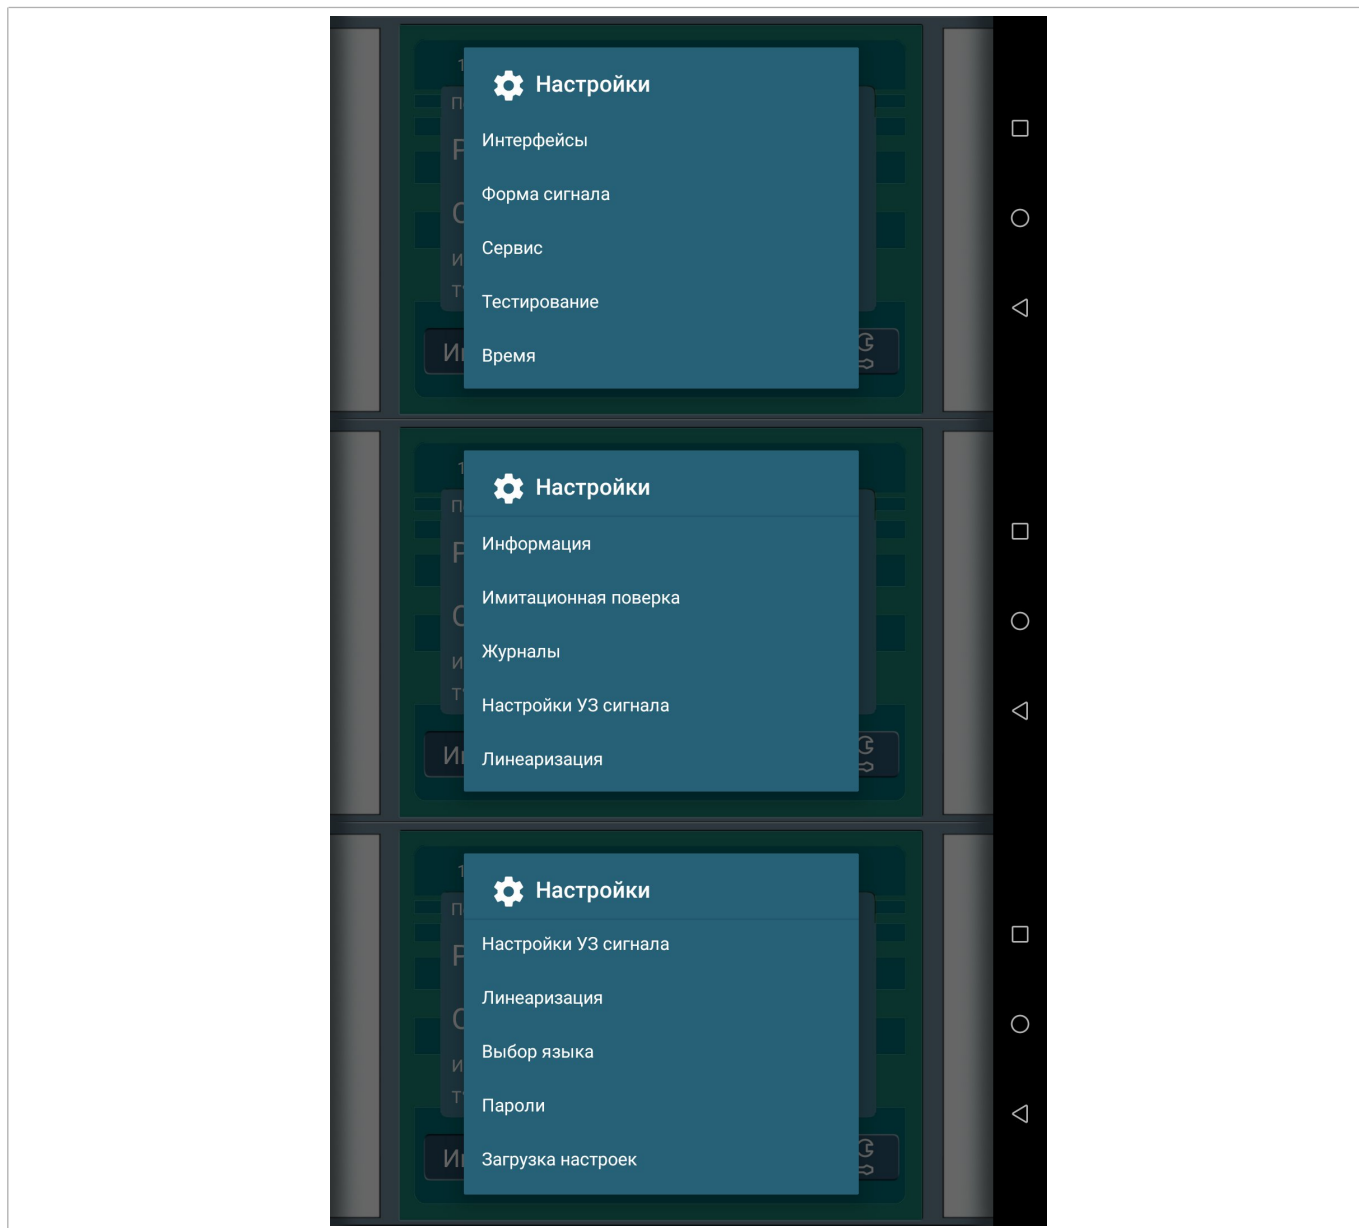 Настройки
Интерфейсы
Форма сигнала
Сервис
Тестирование
Время
Настройки
Информация
Имитационная поверка
Журналы
Настройки УЗ сигнала
Линеаризация
Настройки
Настройки УЗ сигнала
Линеаризация
Выбор языка
Пароли
Загрузка настроек